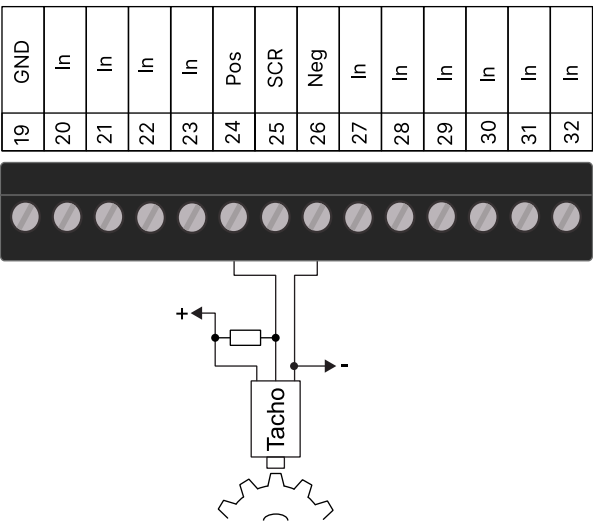 GND In In In In Pos SCR Neg In In In In In In
19 20 21 22 23 24 25 26 27 28 29 30 31 32
+
-
Tacho